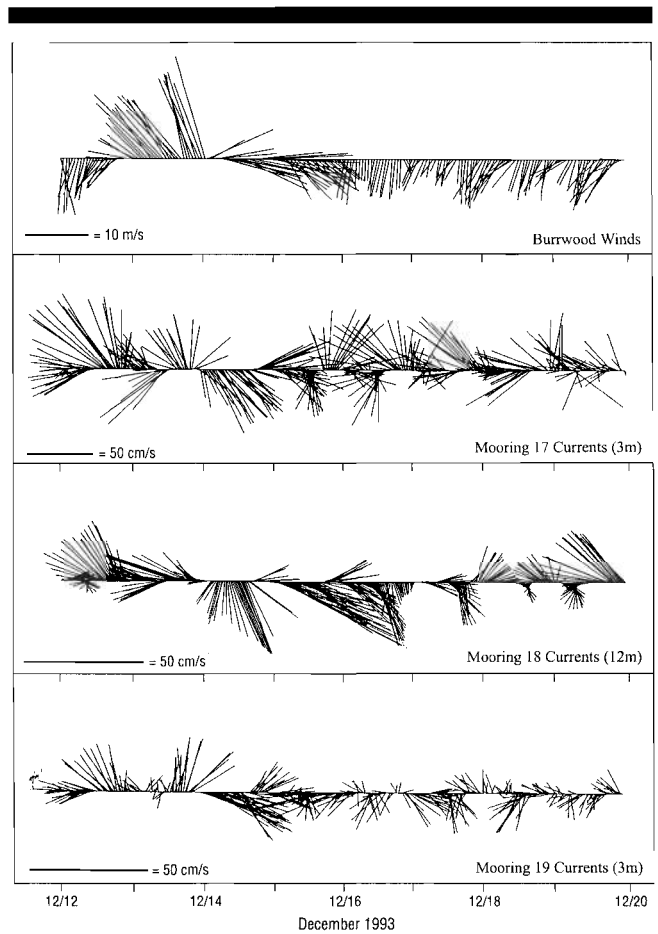 = 10 m/s
Burrwood Winds
= 50 cm/s
Mooring 17 Currents (3m)
= 50 cm/s
Mooring 18 Currents (12m)
= 50 cm/s
Mooring 19 Currents (3m)
12/12 12/14 12/16 12/18 12/20
December 1993